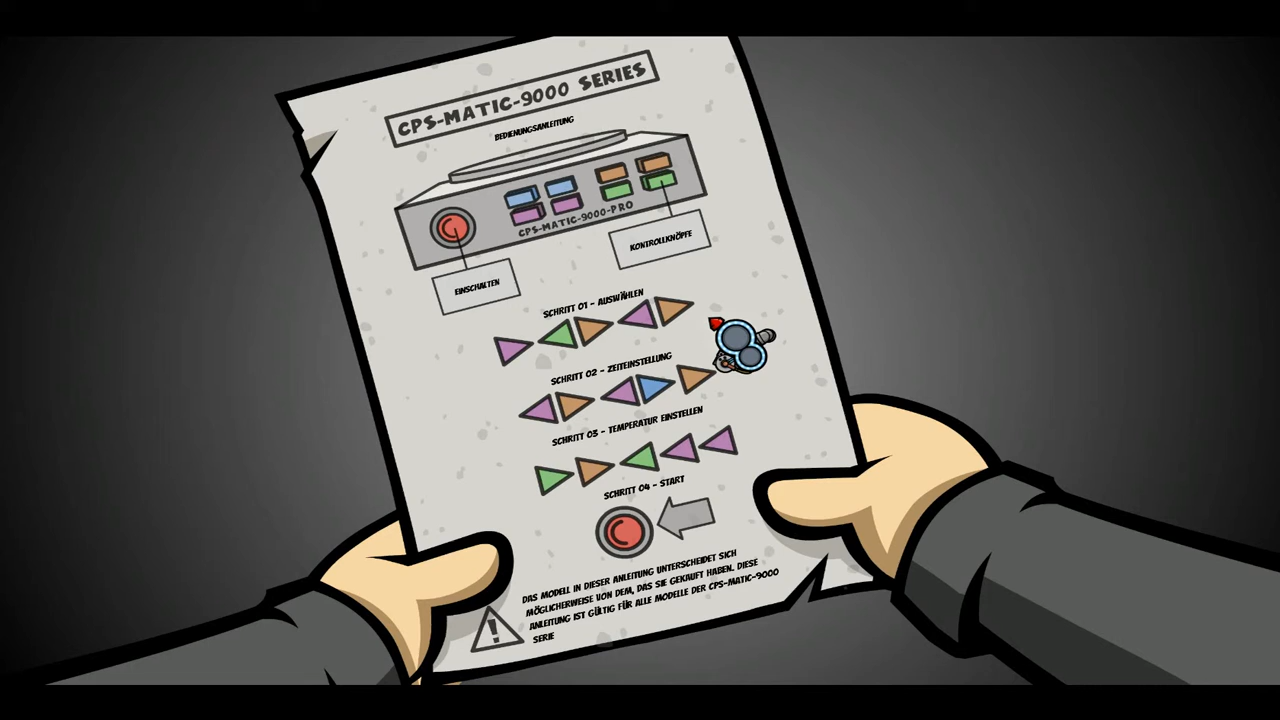 CPS-MATIC-9000 SERIES
BEDIENUNGSANLEITUNG
CPS-MATIC-9000-PRO
KONTROLLKNÖPFE
EINSCHALTEN
SCHRITT 01 - AUSWÄHLEN
SCHRITT 02 - ZEITEINSTELLUNG
SCHRITT 03 - TEMPERATUR EINSTELLEN
SCHRITT 04 - START
DAS MODELL IN DIESER ANLEITUNG UNTERSCHEIDET SICH
MÖGLICHERWEISE VON DEM, DAS SIE GEKAUFT HABEN. DIESE
ANLEITUNG IST GÜLTIG FÜR ALLE MODELLE DER CPS-MATIC-9000
SERIE